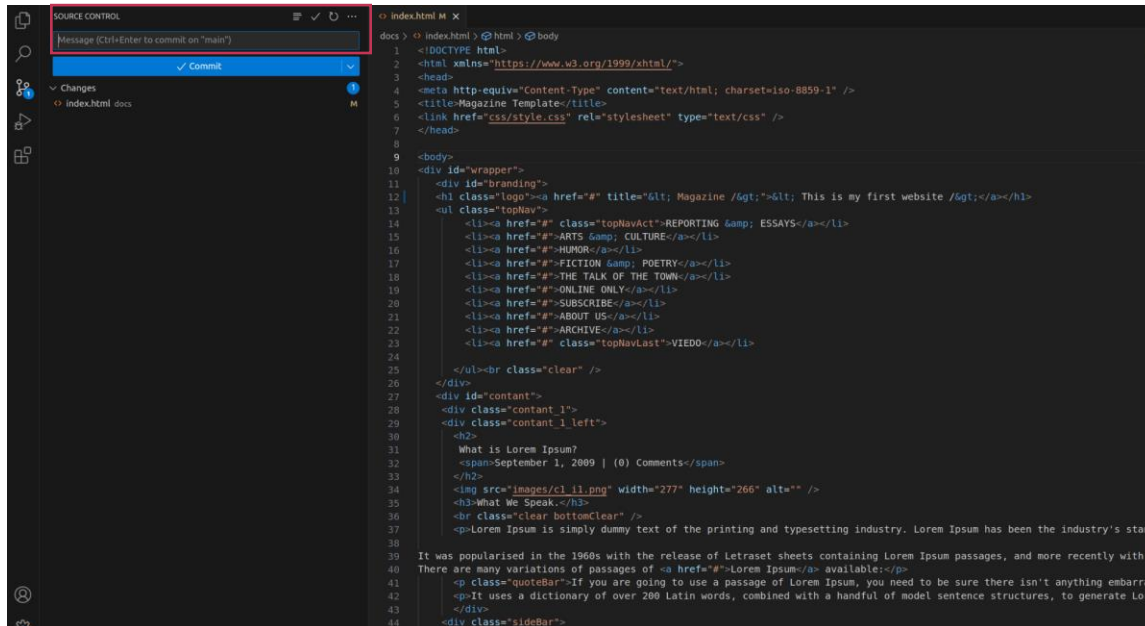 SOURCE CONTROL
Message (Ctrl+Enter to commit on "main")
Commit
Changes
1
index.html docs
M
1
index.html M
docs > index.html > html > body
1 <!DOCTYPE html>
2 <html xmlns="https://www.w3.org/1999/xhtml/">
3 <head>
4 <meta http-equiv="Content-Type" content="text/html; charset=iso-8859-1" />
5 <title>Magazine Template</title>
6 <link href="css/style.css" rel="stylesheet" type="text/css" />
7 </head>
8
9 <body>
10 <div id="wrapper">
11 <div id="branding">
12 <h1 class="logo"><a href="#" title="&lt; Magazine /&gt;">&lt; This is my first website /&gt;</a></h1>
13 <ul class="topNav">
14 <li><a href="#" class="topNavAct">REPORTING &amp; ESSAYS</a></li>
15 <li><a href="#">ARTS &amp; CULTURE</a></li>
16 <li><a href="#">HUMOR</a></li>
17 <li><a href="#">FICTION &amp; POETRY</a></li>
18 <li><a href="#">THE TALK OF THE TOWN</a></li>
19 <li><a href="#">ONLINE ONLY</a></li>
20 <li><a href="#">SUBSCRIBE</a></li>
21 <li><a href="#">ABOUT US</a></li>
22 <li><a href="#">ARCHIVE</a></li>
23 <li><a href="#" class="topNavLast">VIEDO</a></li>
24
25 </ul><br class="clear" />
26 </div>
27 <div id="contant">
28 <div class="contant_1">
29 <div class="contant_1_left">
30 <h2>
31 What is Lorem Ipsum?
32 <span>September 1, 2009 | (0) Comments</span>
33 </h2>
34 <img src="images/c1_i1.png" width="277" height="266" alt="" />
35 <h3>What We Speak.</h3>
36 <br class="clear bottomClear" />
37 <p>Lorem Ipsum is simply dummy text of the printing and typesetting industry. Lorem Ipsum has been the industry's
38
39 It was popularised in the 1960s with the release of Letraset sheets containing Lorem Ipsum passages, and more recently with
40 There are many variations of passages of <a href="#">Lorem Ipsum</a> available:</p>
41 <p class="quoteBar">If you are going to use a passage of Lorem Ipsum, you need to be sure there isn't anything
42 <p>It uses a dictionary of over 200 Latin words, combined with a handful of model sentence structures, to generate
43 </div>
44 <div class="sideBar">